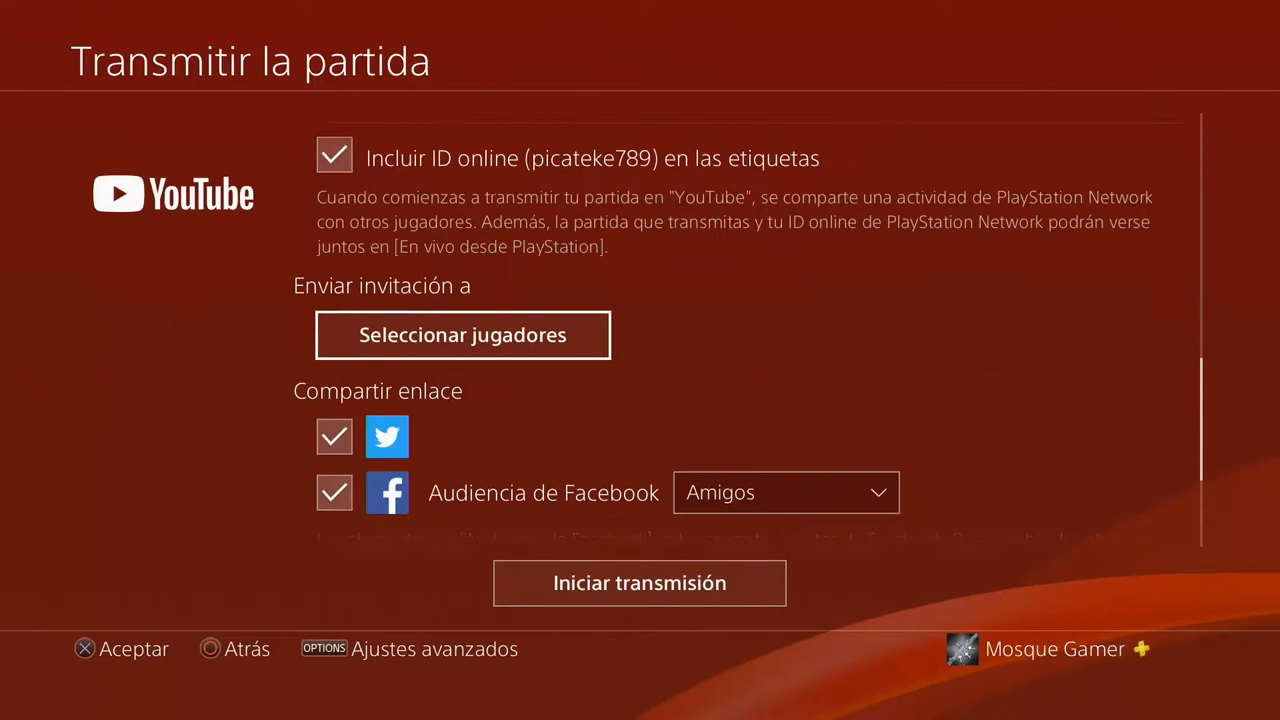 Transmitir la partida
YouTube
Incluir ID online (picateke789) en las etiquetas
Cuando comienzas a transmitir tu partida en "YouTube", se comparte una actividad de PlayStation Network
con otros jugadores. Además, la partida que transmitas y tu ID online de PlayStation Network podrán verse
juntos en [En vivo desde PlayStation].
Enviar invitación a
Seleccionar jugadores
Compartir enlace
Audiencia de Facebook Amigos
Iniciar transmisión
Aceptar Atrás OPTIONS Ajustes avanzados Mosque Gamer